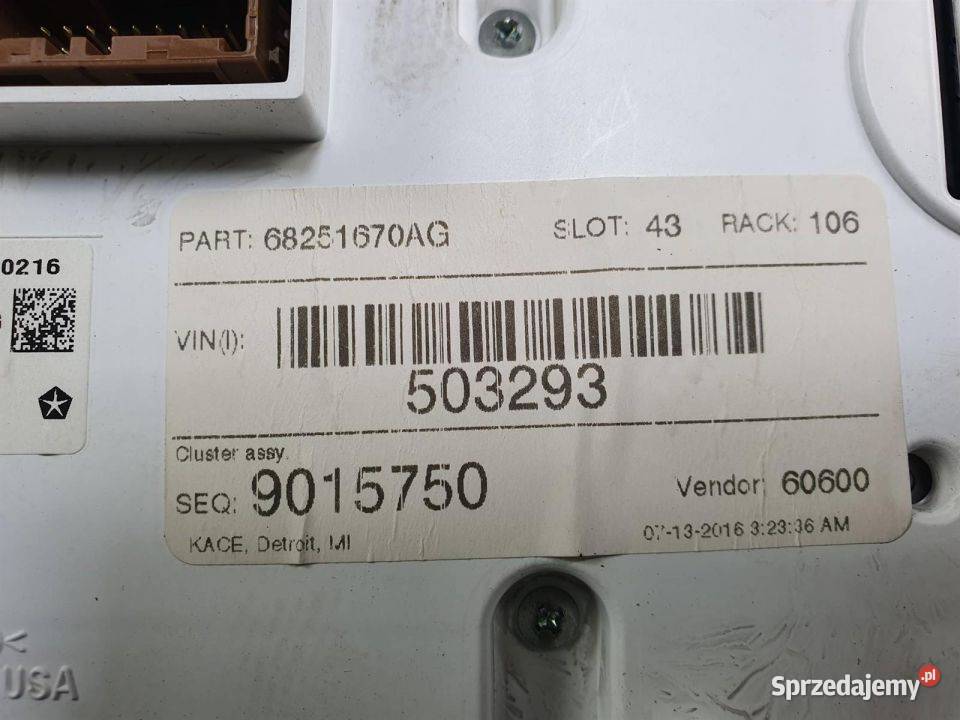 PART: 68251670AG SLOT: 43 RACK: 106
0216
VIN(I):
503293
Cluster assy.
SEQ: 9015750 Vendor: 60600
KACE, Detroit, MI 07-13-2016 3:23:36 AM
USA
Sprzedajemy.pl